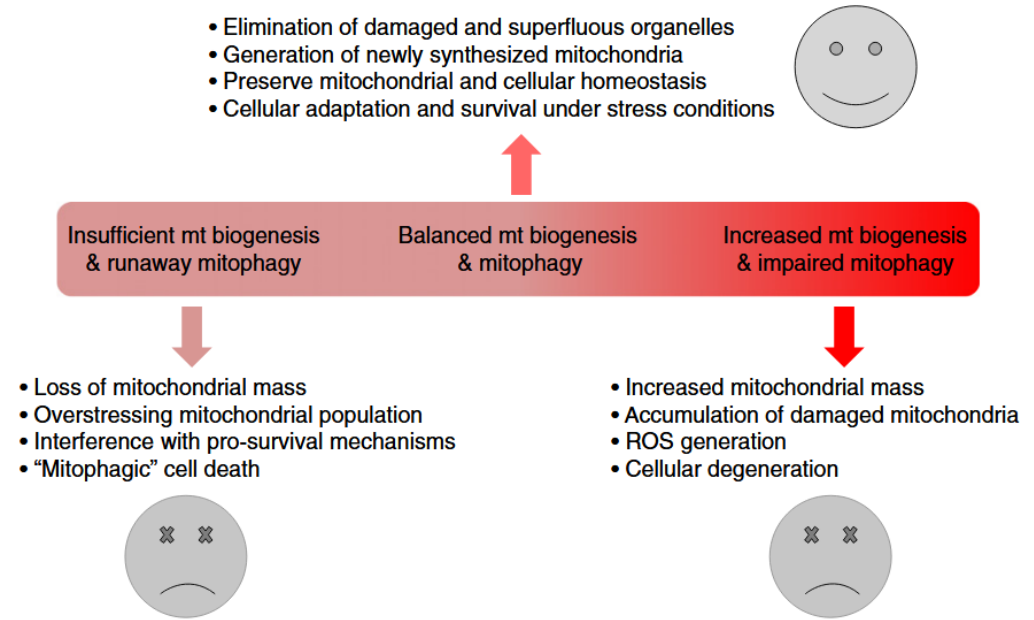 • Elimination of damaged and superfluous organelles
• Generation of newly synthesized mitochondria
• Preserve mitochondrial and cellular homeostasis
• Cellular adaptation and survival under stress conditions
Insufficient mt biogenesis
& runaway mitophagy
Balanced mt biogenesis
& mitophagy
Increased mt biogenesis
& impaired mitophagy
• Loss of mitochondrial mass
• Overstressing mitochondrial population
• Interference with pro-survival mechanisms
• “Mitophagic” cell death
• Increased mitochondrial mass
• Accumulation of damaged mitochondria
• ROS generation
• Cellular degeneration